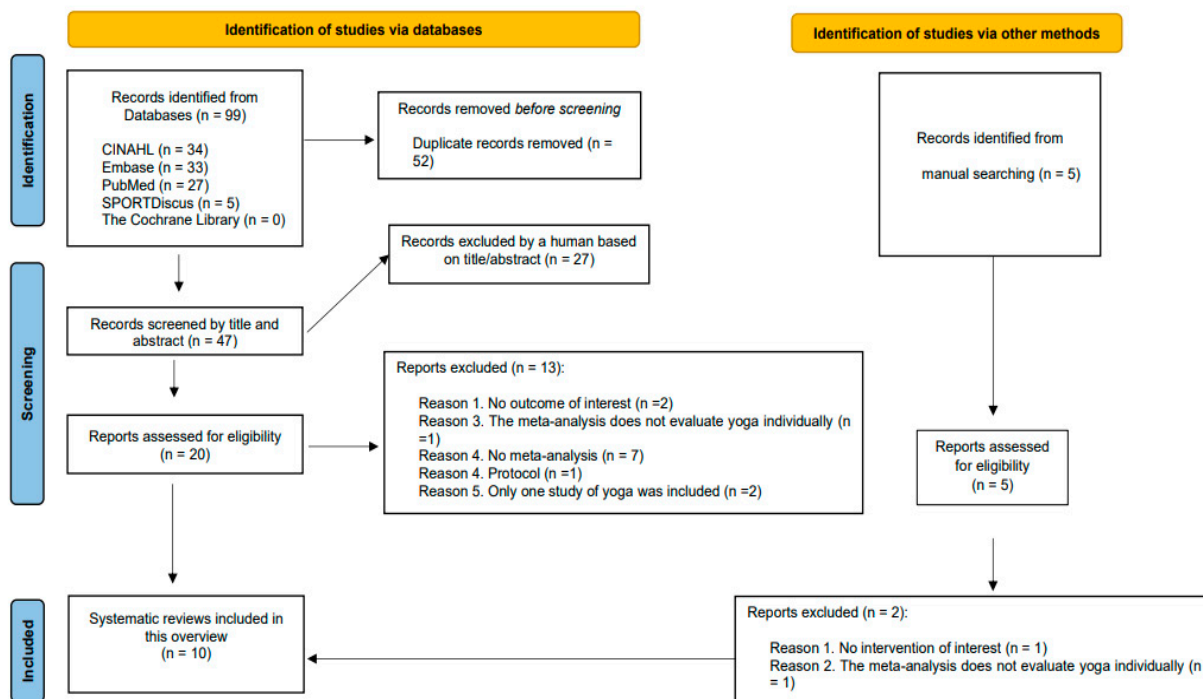 Identification of studies via databases
Identification of studies via other methods
Identification
Records identified from
Databases (n = 99)
CINAHL (n = 34)
Embase (n = 33)
PubMed (n = 27)
SPORTDiscus (n = 5)
The Cochrane Library (n = 0)
Records removed before screening
Duplicate records removed (n =
52)
Records identified from
manual searching (n = 5)
Screening
Records excluded by a human based
on title/abstract (n = 27)
Records screened by title and
abstract (n = 47)
Reports excluded (n = 13):
Reason 1. No outcome of interest (n =2)
Reason 3. The meta-analysis does not evaluate yoga individually (n
=1)
Reason 4. No meta-analysis (n = 7)
Reason 4. Protocol (n =1)
Reason 5. Only one study of yoga was included (n =2)
Reports assessed for eligibility
(n = 20)
Reports assessed
for eligibility
(n = 5)
Included
Systematic reviews included in
this overview
(n = 10)
Reports excluded (n = 2):
Reason 1. No intervention of interest (n = 1)
Reason 2. The meta-analysis does not evaluate yoga individually (n
= 1)